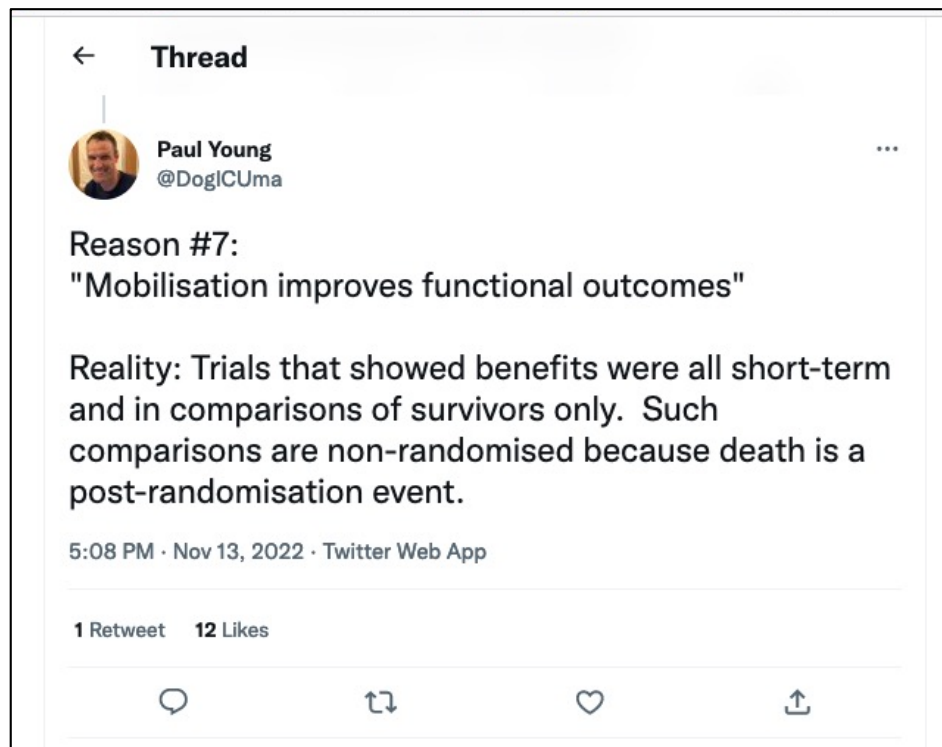 Thread
Paul Young
@DogICUma
Reason #7:
"Mobilisation improves functional outcomes"
Reality: Trials that showed benefits were all short-term
and in comparisons of survivors only.  Such
comparisons are non-randomised because death is a
post-randomisation event.
5:08 PM · Nov 13, 2022 · Twitter Web App
1 Retweet 12 Likes